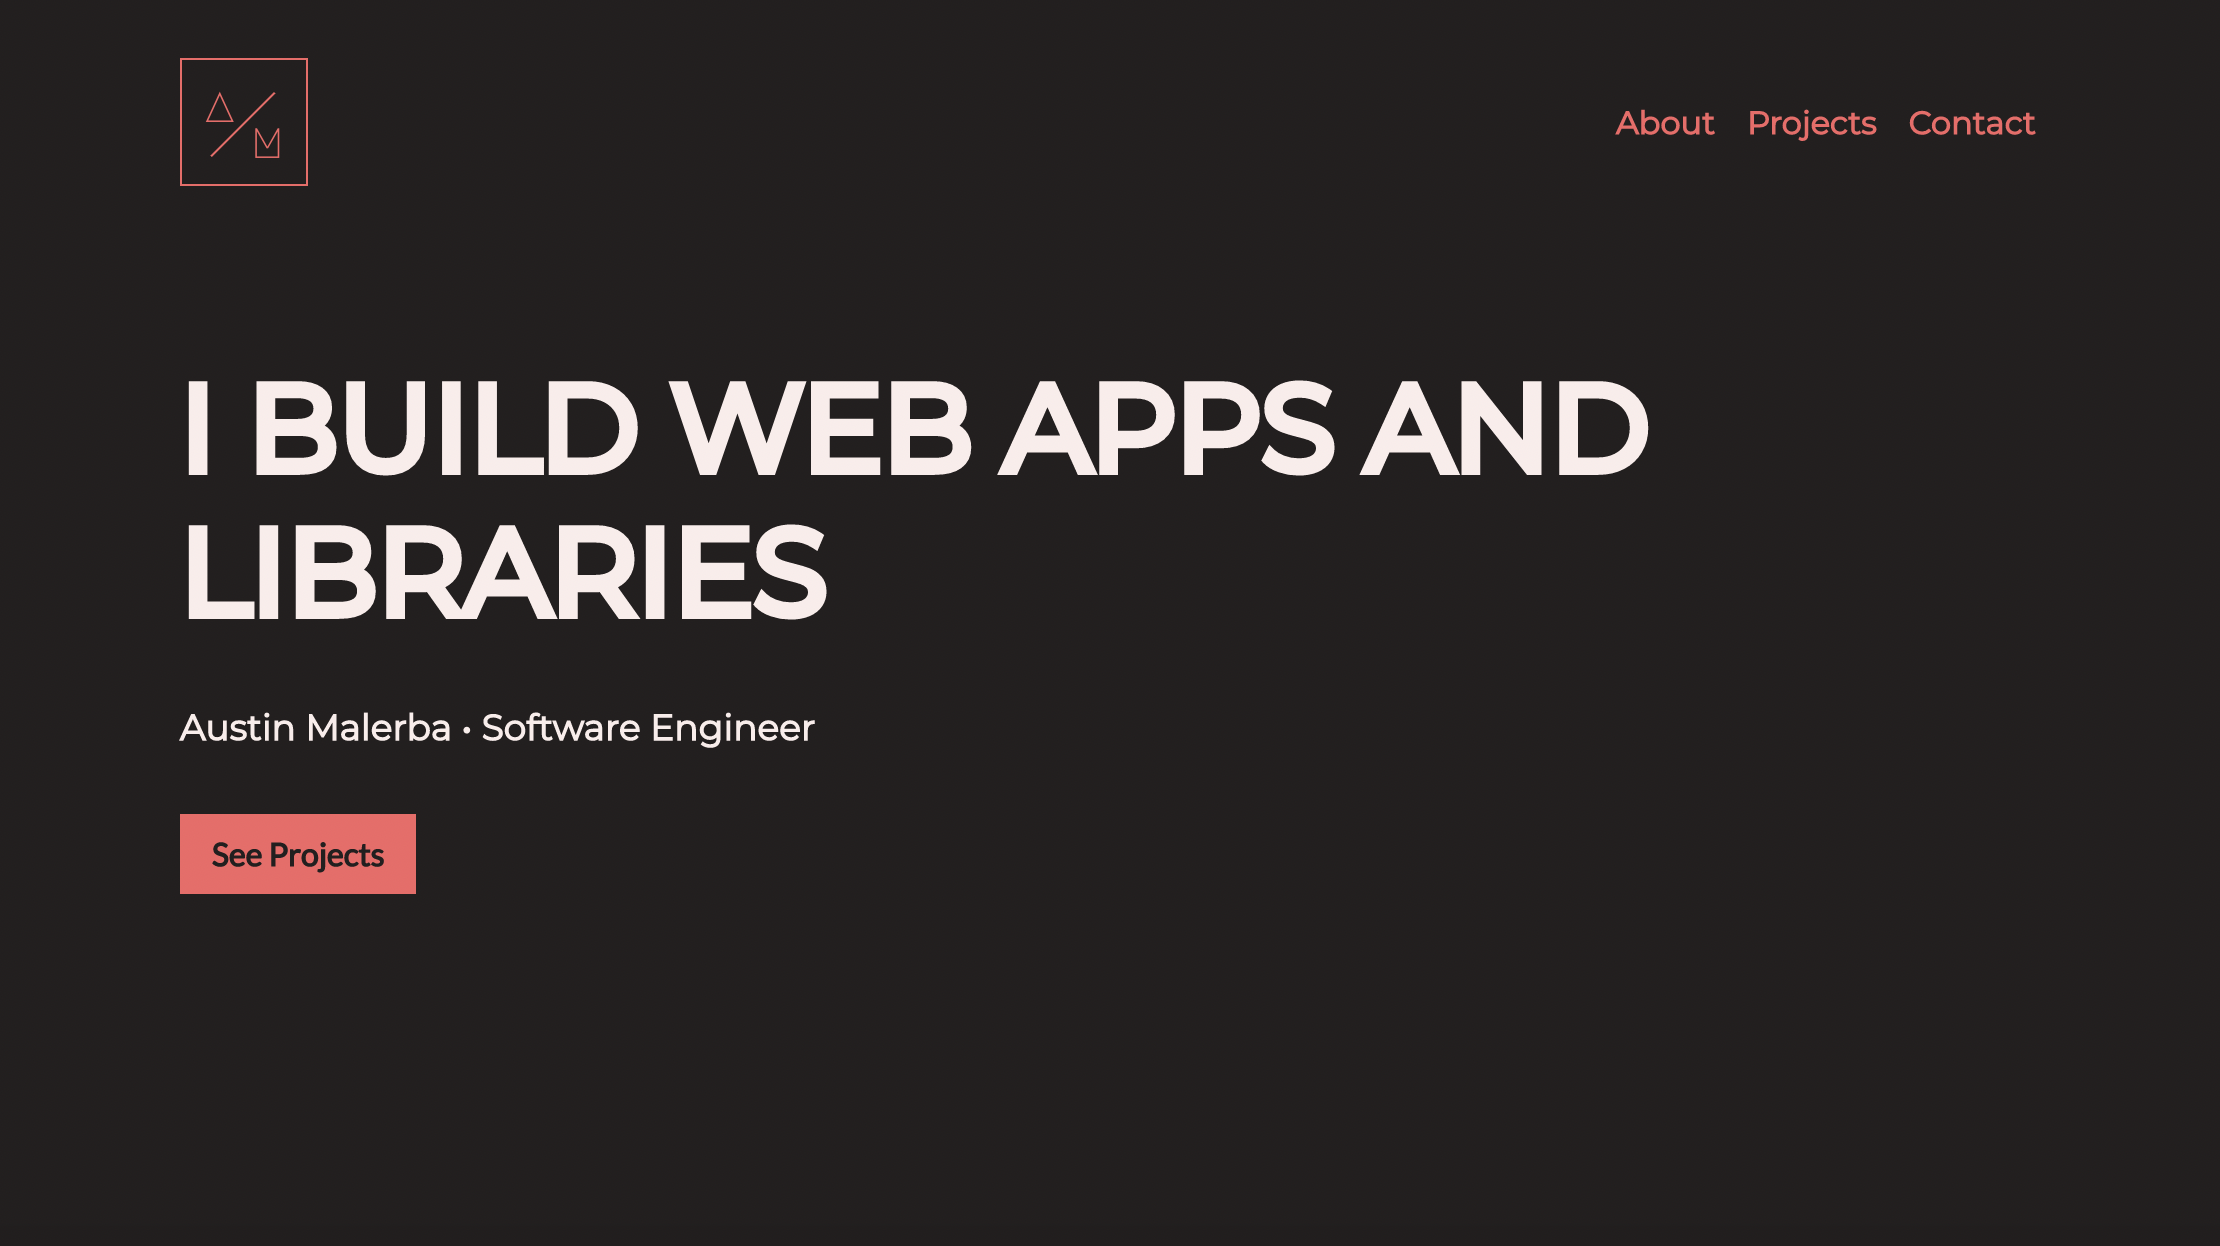 A/M
About Projects Contact
I BUILD WEB APPS AND
LIBRARIES
Austin Malerba • Software Engineer
See Projects